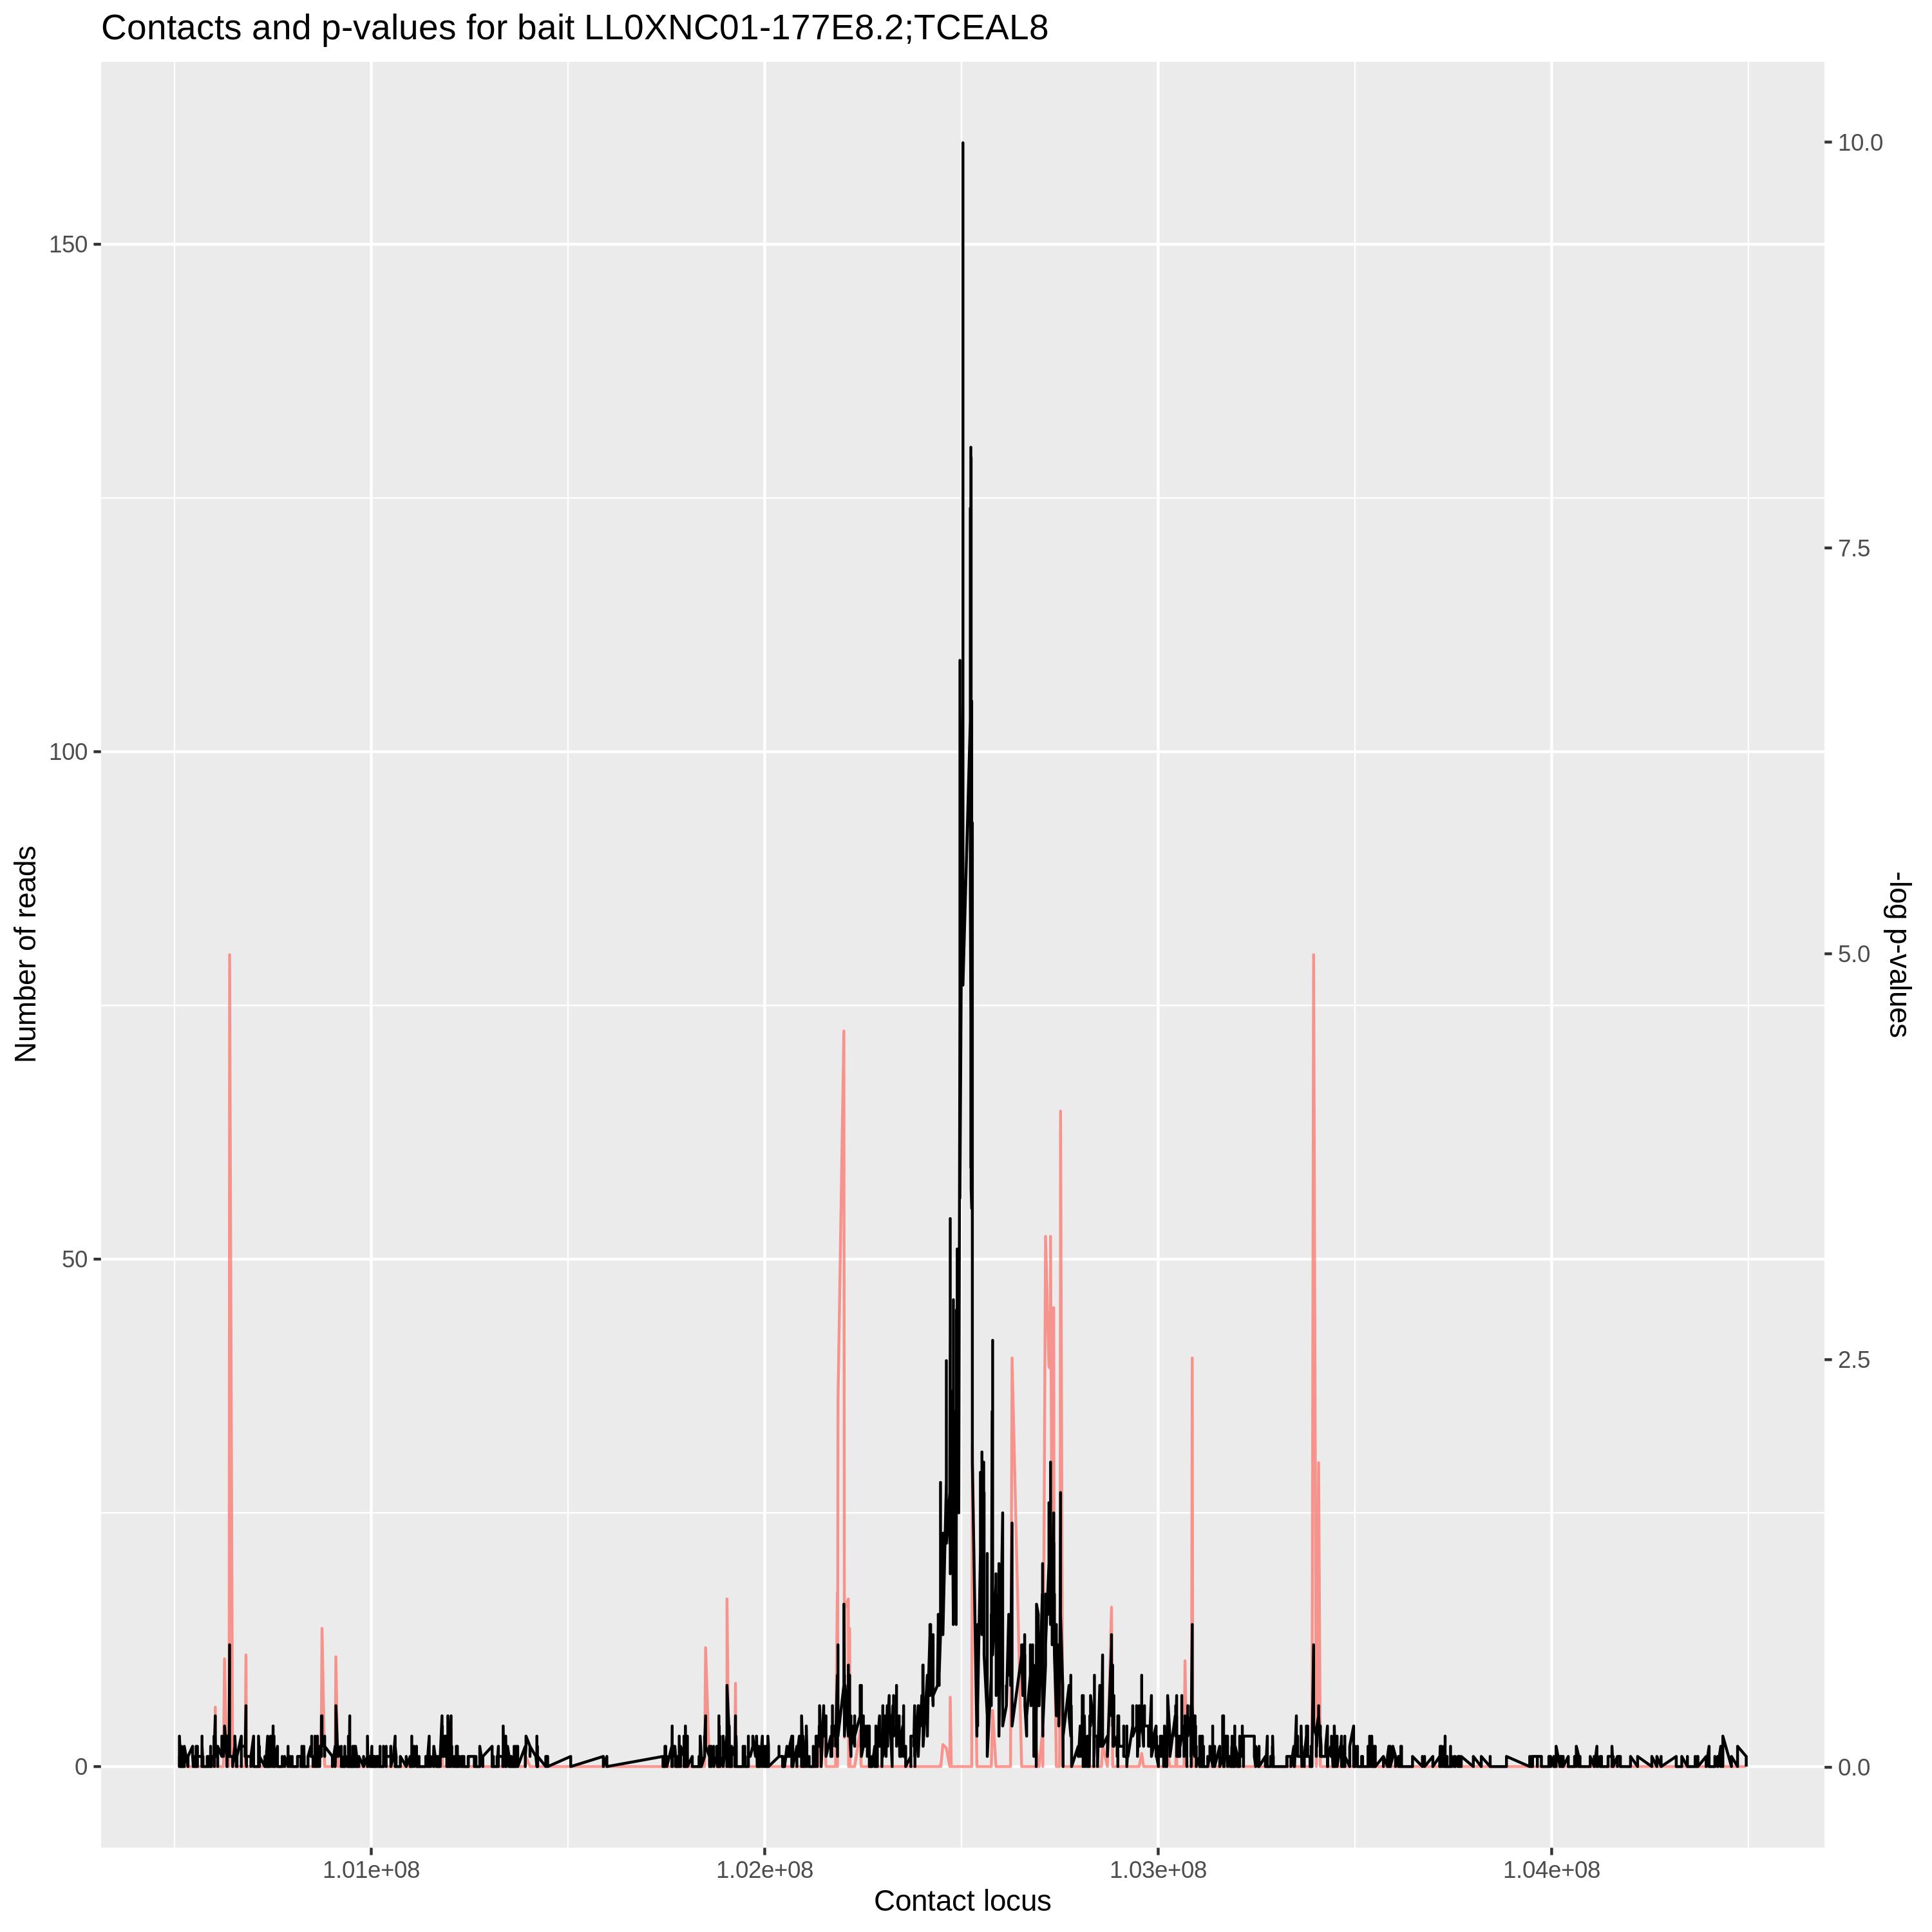 Contacts and p-values for bait LL0XNC01-177E8.2;TCEAL8
10.0
150
7.5
100
Number of reads
-log p-values
5.0
50
2.5
0
0.0
1.01e+08
1.02e+08
1.03e+08
1.04e+08
Contact locus